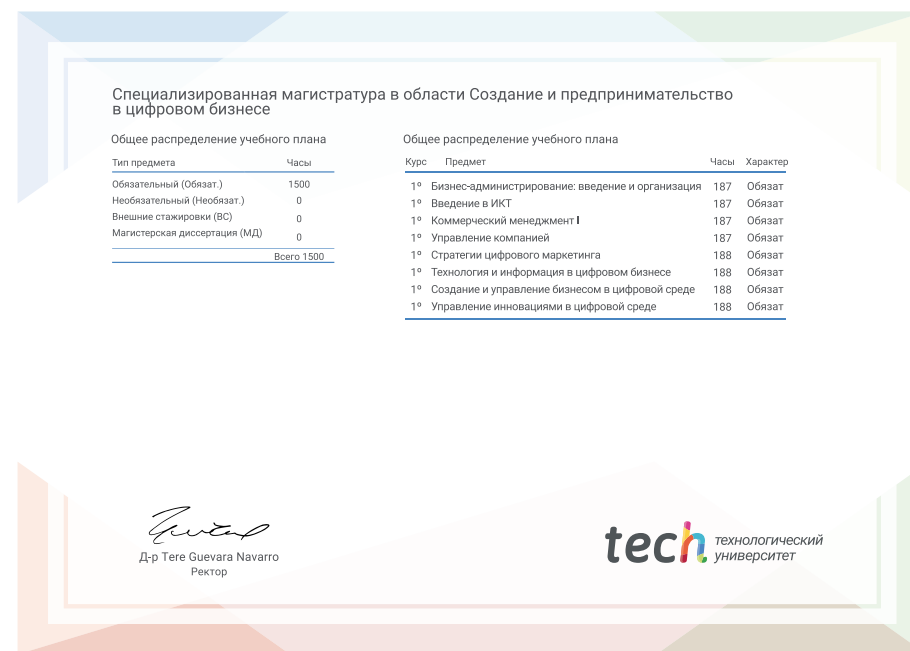 Специализированная магистратура в области Создание и предпринимательство
в цифровом бизнесе
Общее распределение учебного плана
Тип предмета Часы
Обязательный (Обязат.) 1500
Необязательный (Необязат.) 0
Внешние стажировки (ВС) 0
Магистерская диссертация (МД) 0
Всего 1500
Общее распределение учебного плана
Курс Предмет Часы Характер
1º Бизнес-администрирование: введение и организация 187 Обязат
1º Введение в ИКТ 187 Обязат
1º Коммерческий менеджмент I 187 Обязат
1º Управление компанией 187 Обязат
1º Стратегии цифрового маркетинга 188 Обязат
1º Технология и информация в цифровом бизнесе 188 Обязат
1º Создание и управление бизнесом в цифровой среде 188 Обязат
1º Управление инновациями в цифровой среде 188 Обязат
Д-р Tere Guevara Navarro
Ректор
tech технологический
университет